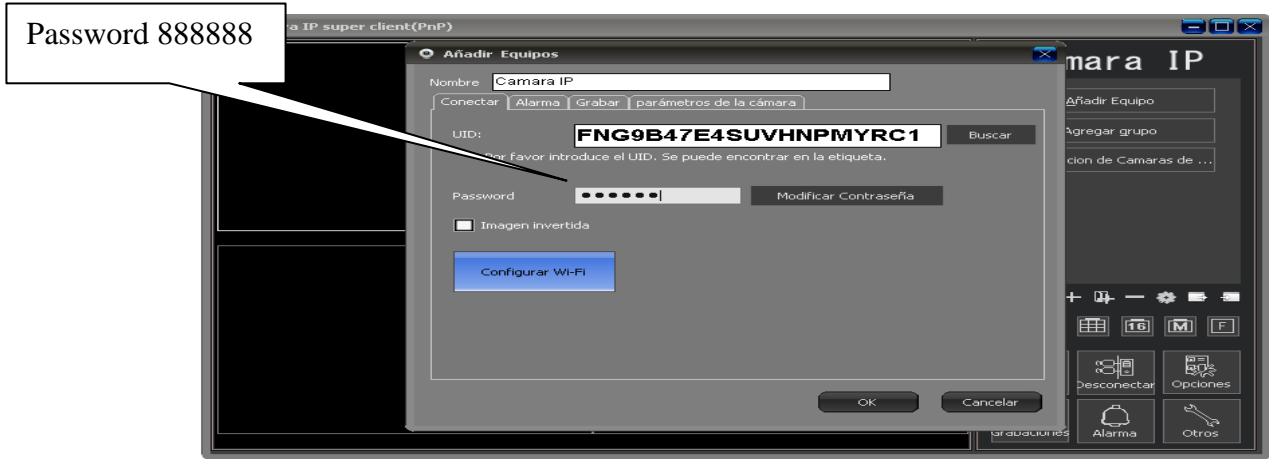 Password 888888
ra IP super client(PnP)
Añadir Equipos
mara IP
Nombre Camara IP
Conectar Alarma Grabar parámetros de la cámara
Añadir Equipo
UID: FNG9B47E4SUVHNPMYRC1 Buscar
Agregar grupo
Por favor introduce el UID. Se puede encontrar en la etiqueta.
cion de Camaras de ...
Password ●●●●●● Modificar Contraseña
Imagen invertida
Configurar Wi-Fi
16 M F
Desconectar Opciones
OK Cancelar
Grabaciones Alarma Otros